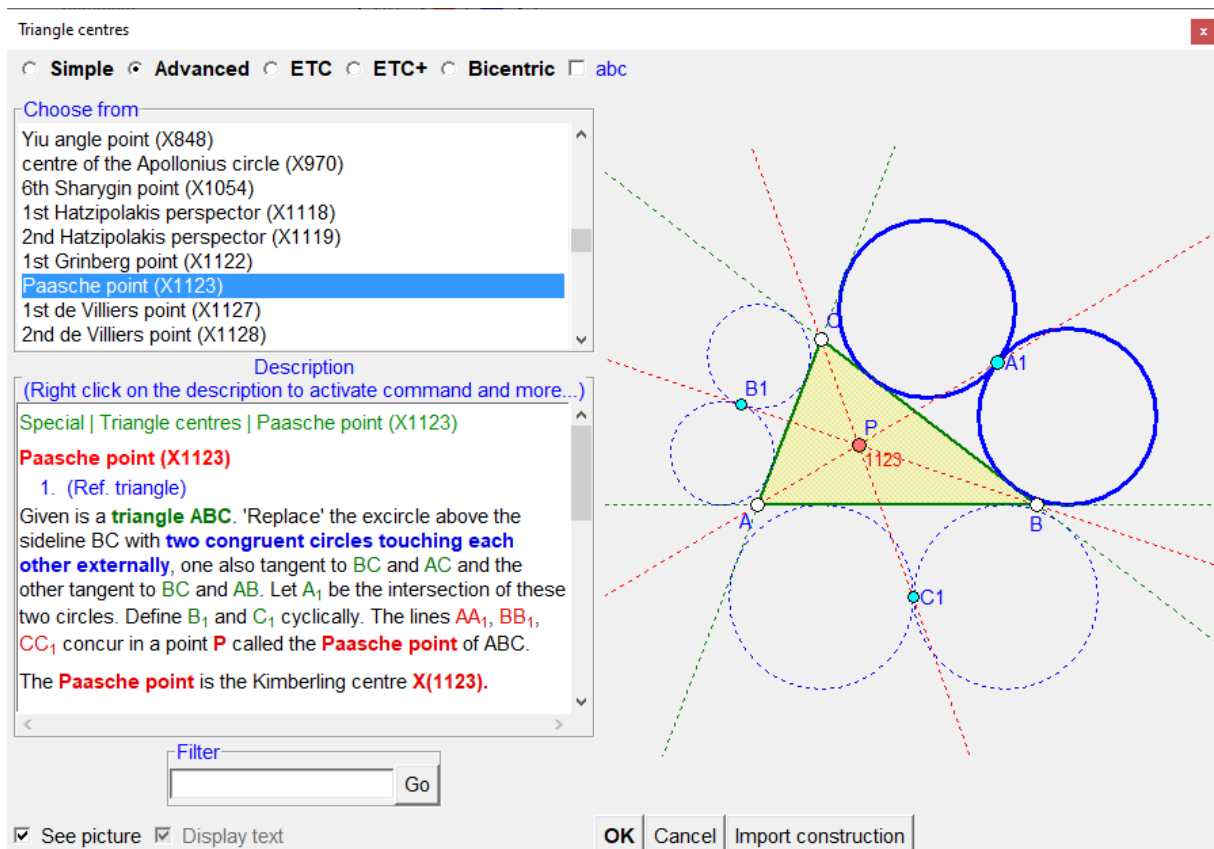 Triangle centres
x
Simple Advanced ETC ETC+ Bicentric abc
Choose from
Yiu angle point (X848)
centre of the Apollonius circle (X970)
6th Sharygin point (X1054)
1st Hatzipolakis perspector (X1118)
2nd Hatzipolakis perspector (X1119)
1st Grinberg point (X1122)
Paasche point (X1123)
1st de Villiers point (X1127)
2nd de Villiers point (X1128)
Description
(Right click on the description to activate command and more...)
Special | Triangle centres | Paasche point (X1123)
Paasche point (X1123)
1. (Ref. triangle)
Given is a triangle ABC. 'Replace' the excircle above the
sideline BC with two congruent circles touching each
other externally, one also tangent to BC and AC and the
other tangent to BC and AB. Let A₁ be the intersection of these
two circles. Define B₁ and C₁ cyclically. The lines AA₁, BB₁,
CC₁ concur in a point P called the Paasche point of ABC.
The Paasche point is the Kimberling centre X(1123).
Filter
Go
See picture Display text
C
A1
B1
P
1123
A
B
C1
OK Cancel Import construction